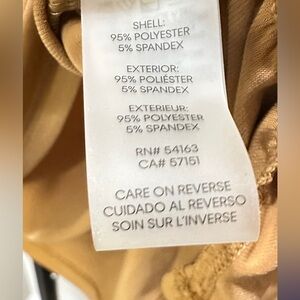 SHELL:
95% POLYESTER
5% SPANDEX
EXTERIOR:
95% POLIÉSTER
5% SPANDEX
EXTERIEUR:
95% POLYESTER
5% SPANDEX
RN# 54163
CA# 57151
CARE ON REVERSE
CUIDADO AL REVERSO
SOIN SUR L'INVERSE